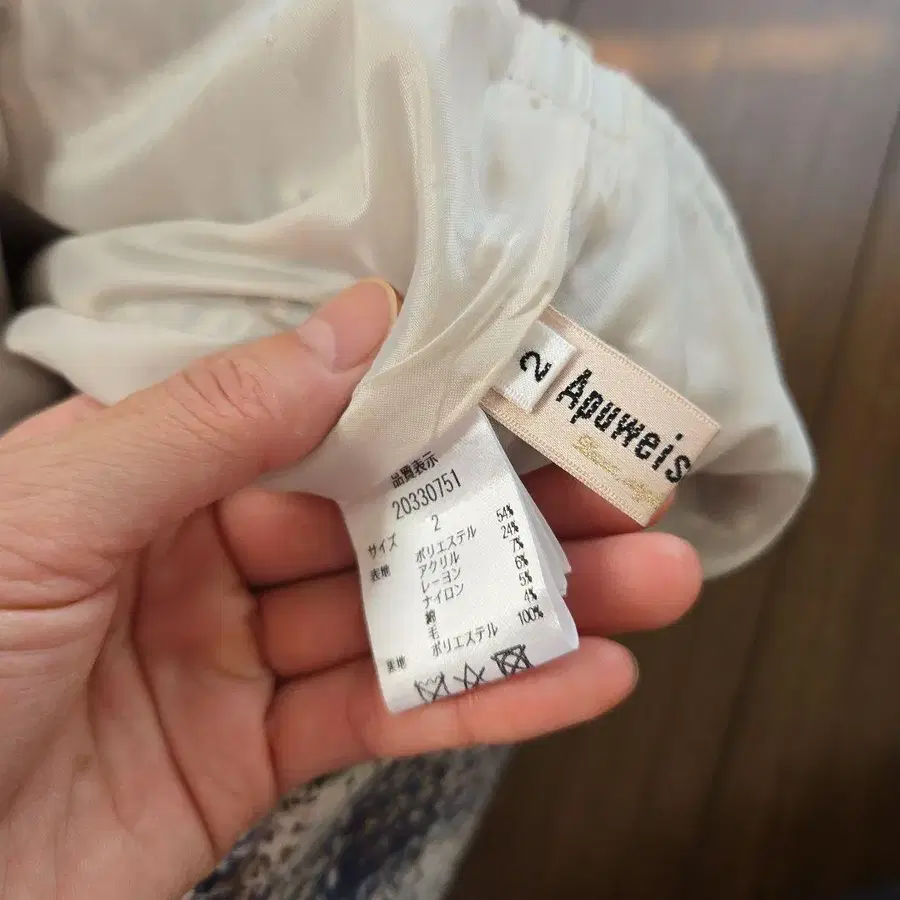 2
Apuweis
品質表示
20330751
サイズ 2
表地 ポリエステル 54%
アクリル 24%
レーヨン 7%
ナイロン 6%
綿 5%
毛 4%
裏地 ポリエステル 100%